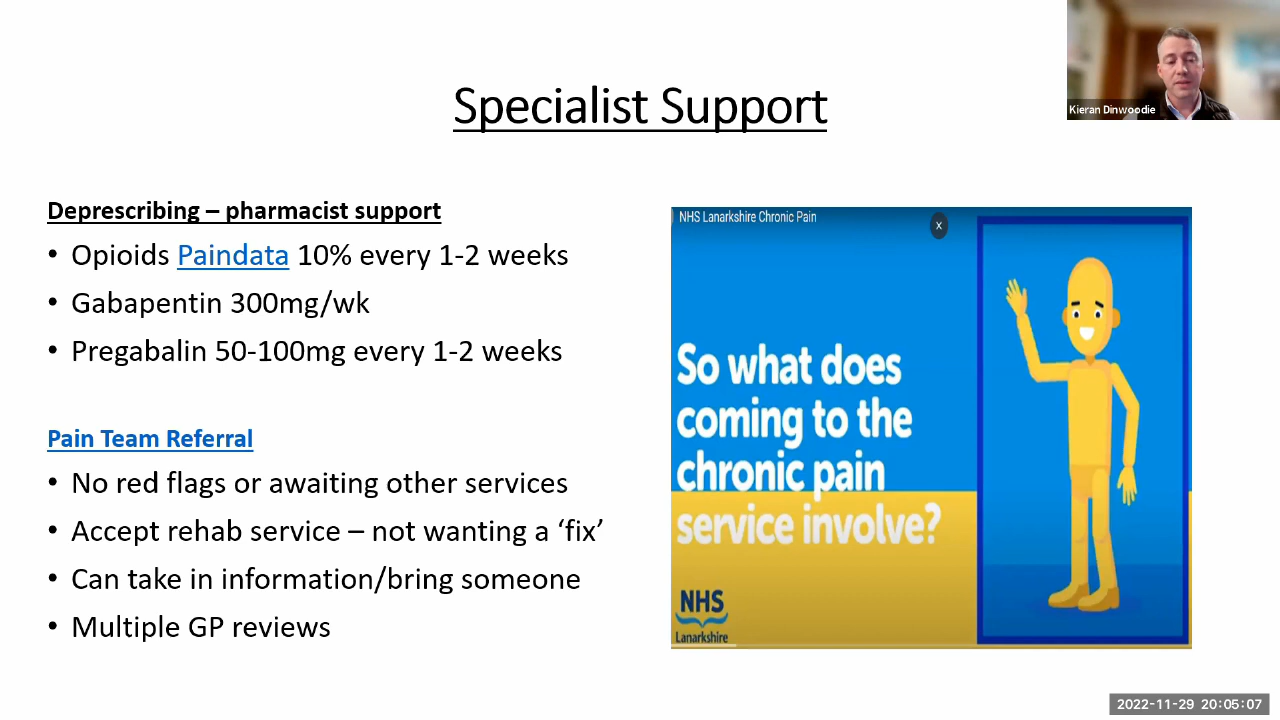 Specialist Support
Kieran Dinwoodie
Deprescribing – pharmacist support
• Opioids Paindata 10% every 1-2 weeks
• Gabapentin 300mg/wk
• Pregabalin 50-100mg every 1-2 weeks
Pain Team Referral
• No red flags or awaiting other services
• Accept rehab service – not wanting a ‘fix’
• Can take in information/bring someone
• Multiple GP reviews
NHS Lanarkshire Chronic Pain
x
So what does
coming to the
chronic pain
service involve?
NHS
Lanarkshire
2022-11-29 20:05:07